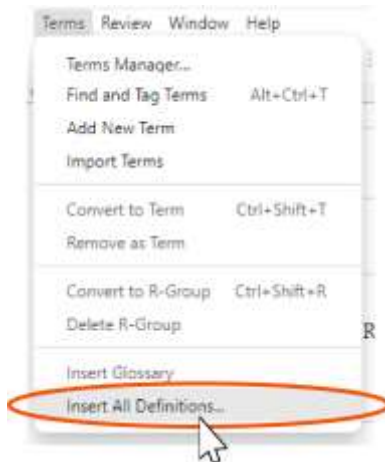 Terms Review Window Help
Terms Manager...
Find and Tag Terms Alt+Ctrl+T
Add New Term
Import Terms
Convert to Term Ctrl+Shift+T
Remove as Term
Convert to R-Group Ctrl+Shift+R
Delete R-Group
R
Insert Glossary
Insert All Definitions...